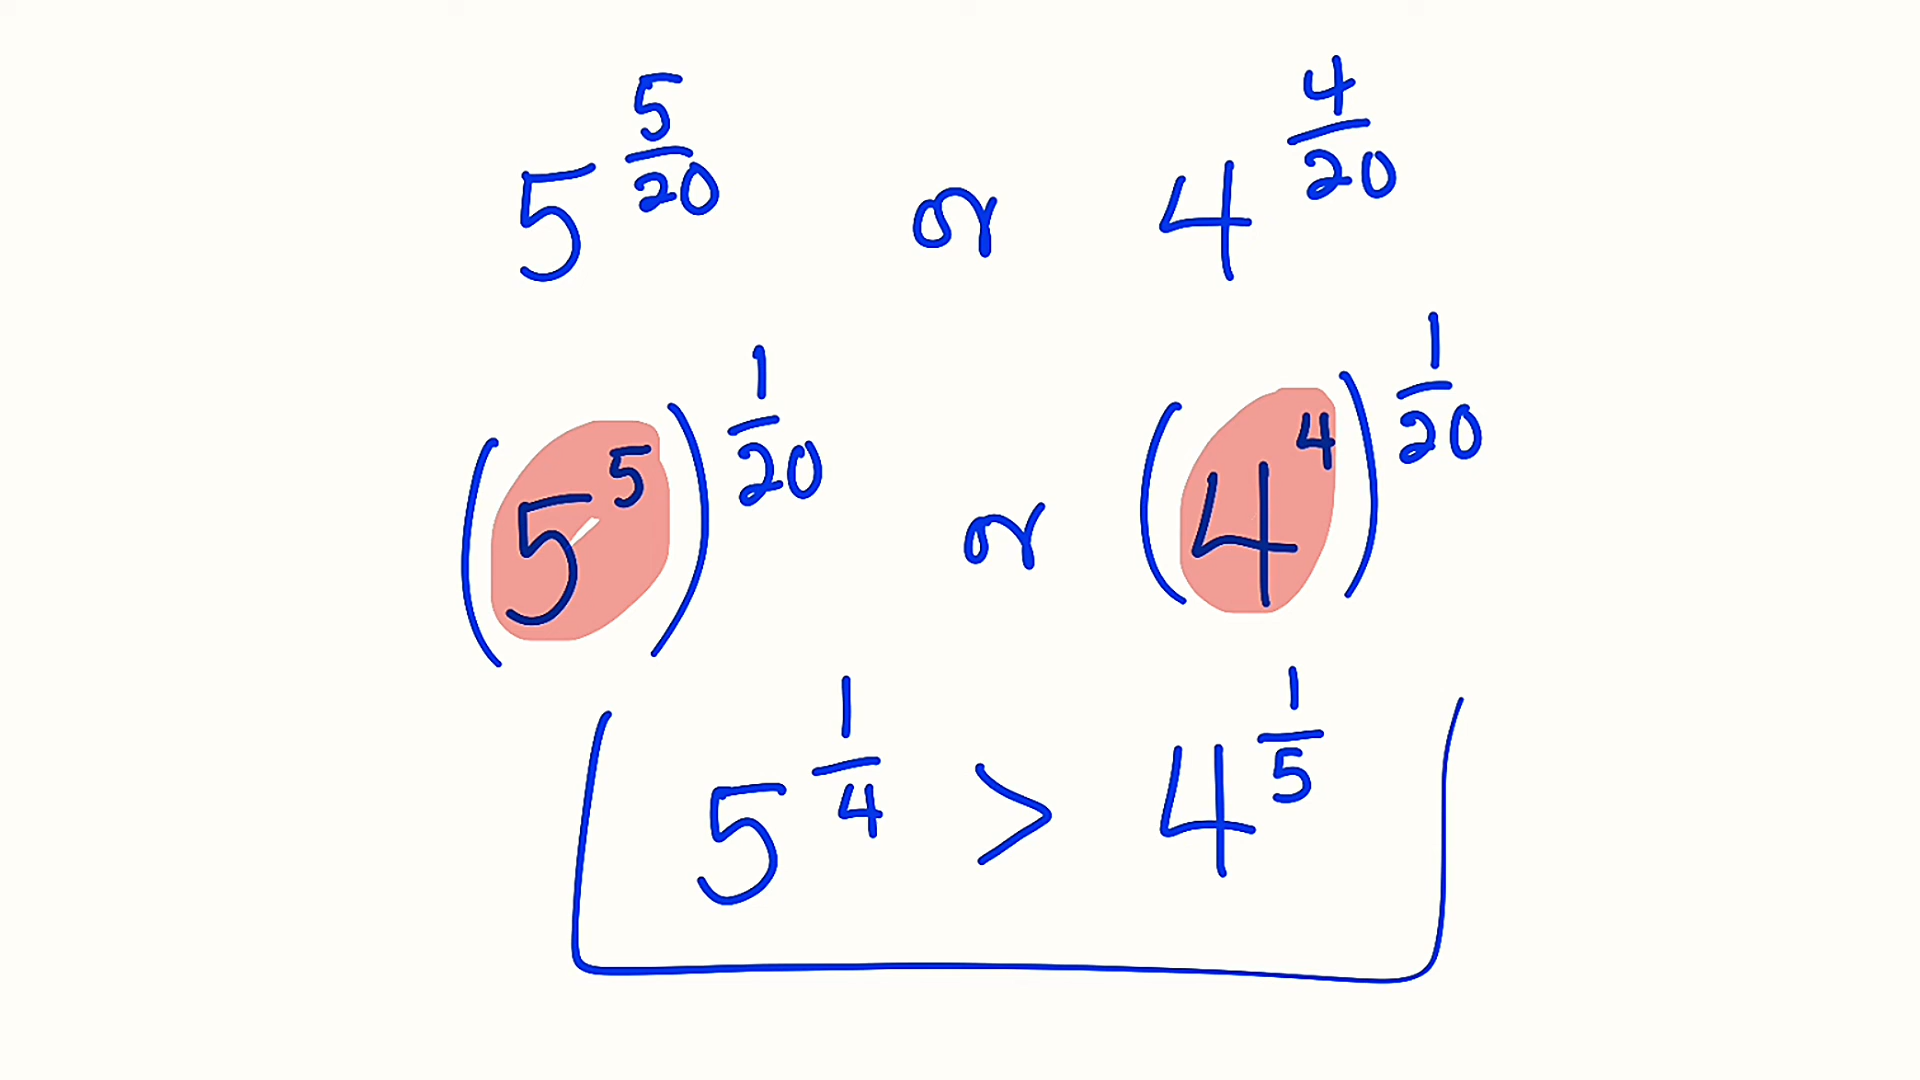 5^(5/20) or 4^(4/20)
(5^5)^(1/20) or (4^4)^(1/20)
5^(1/4) > 4^(1/5)